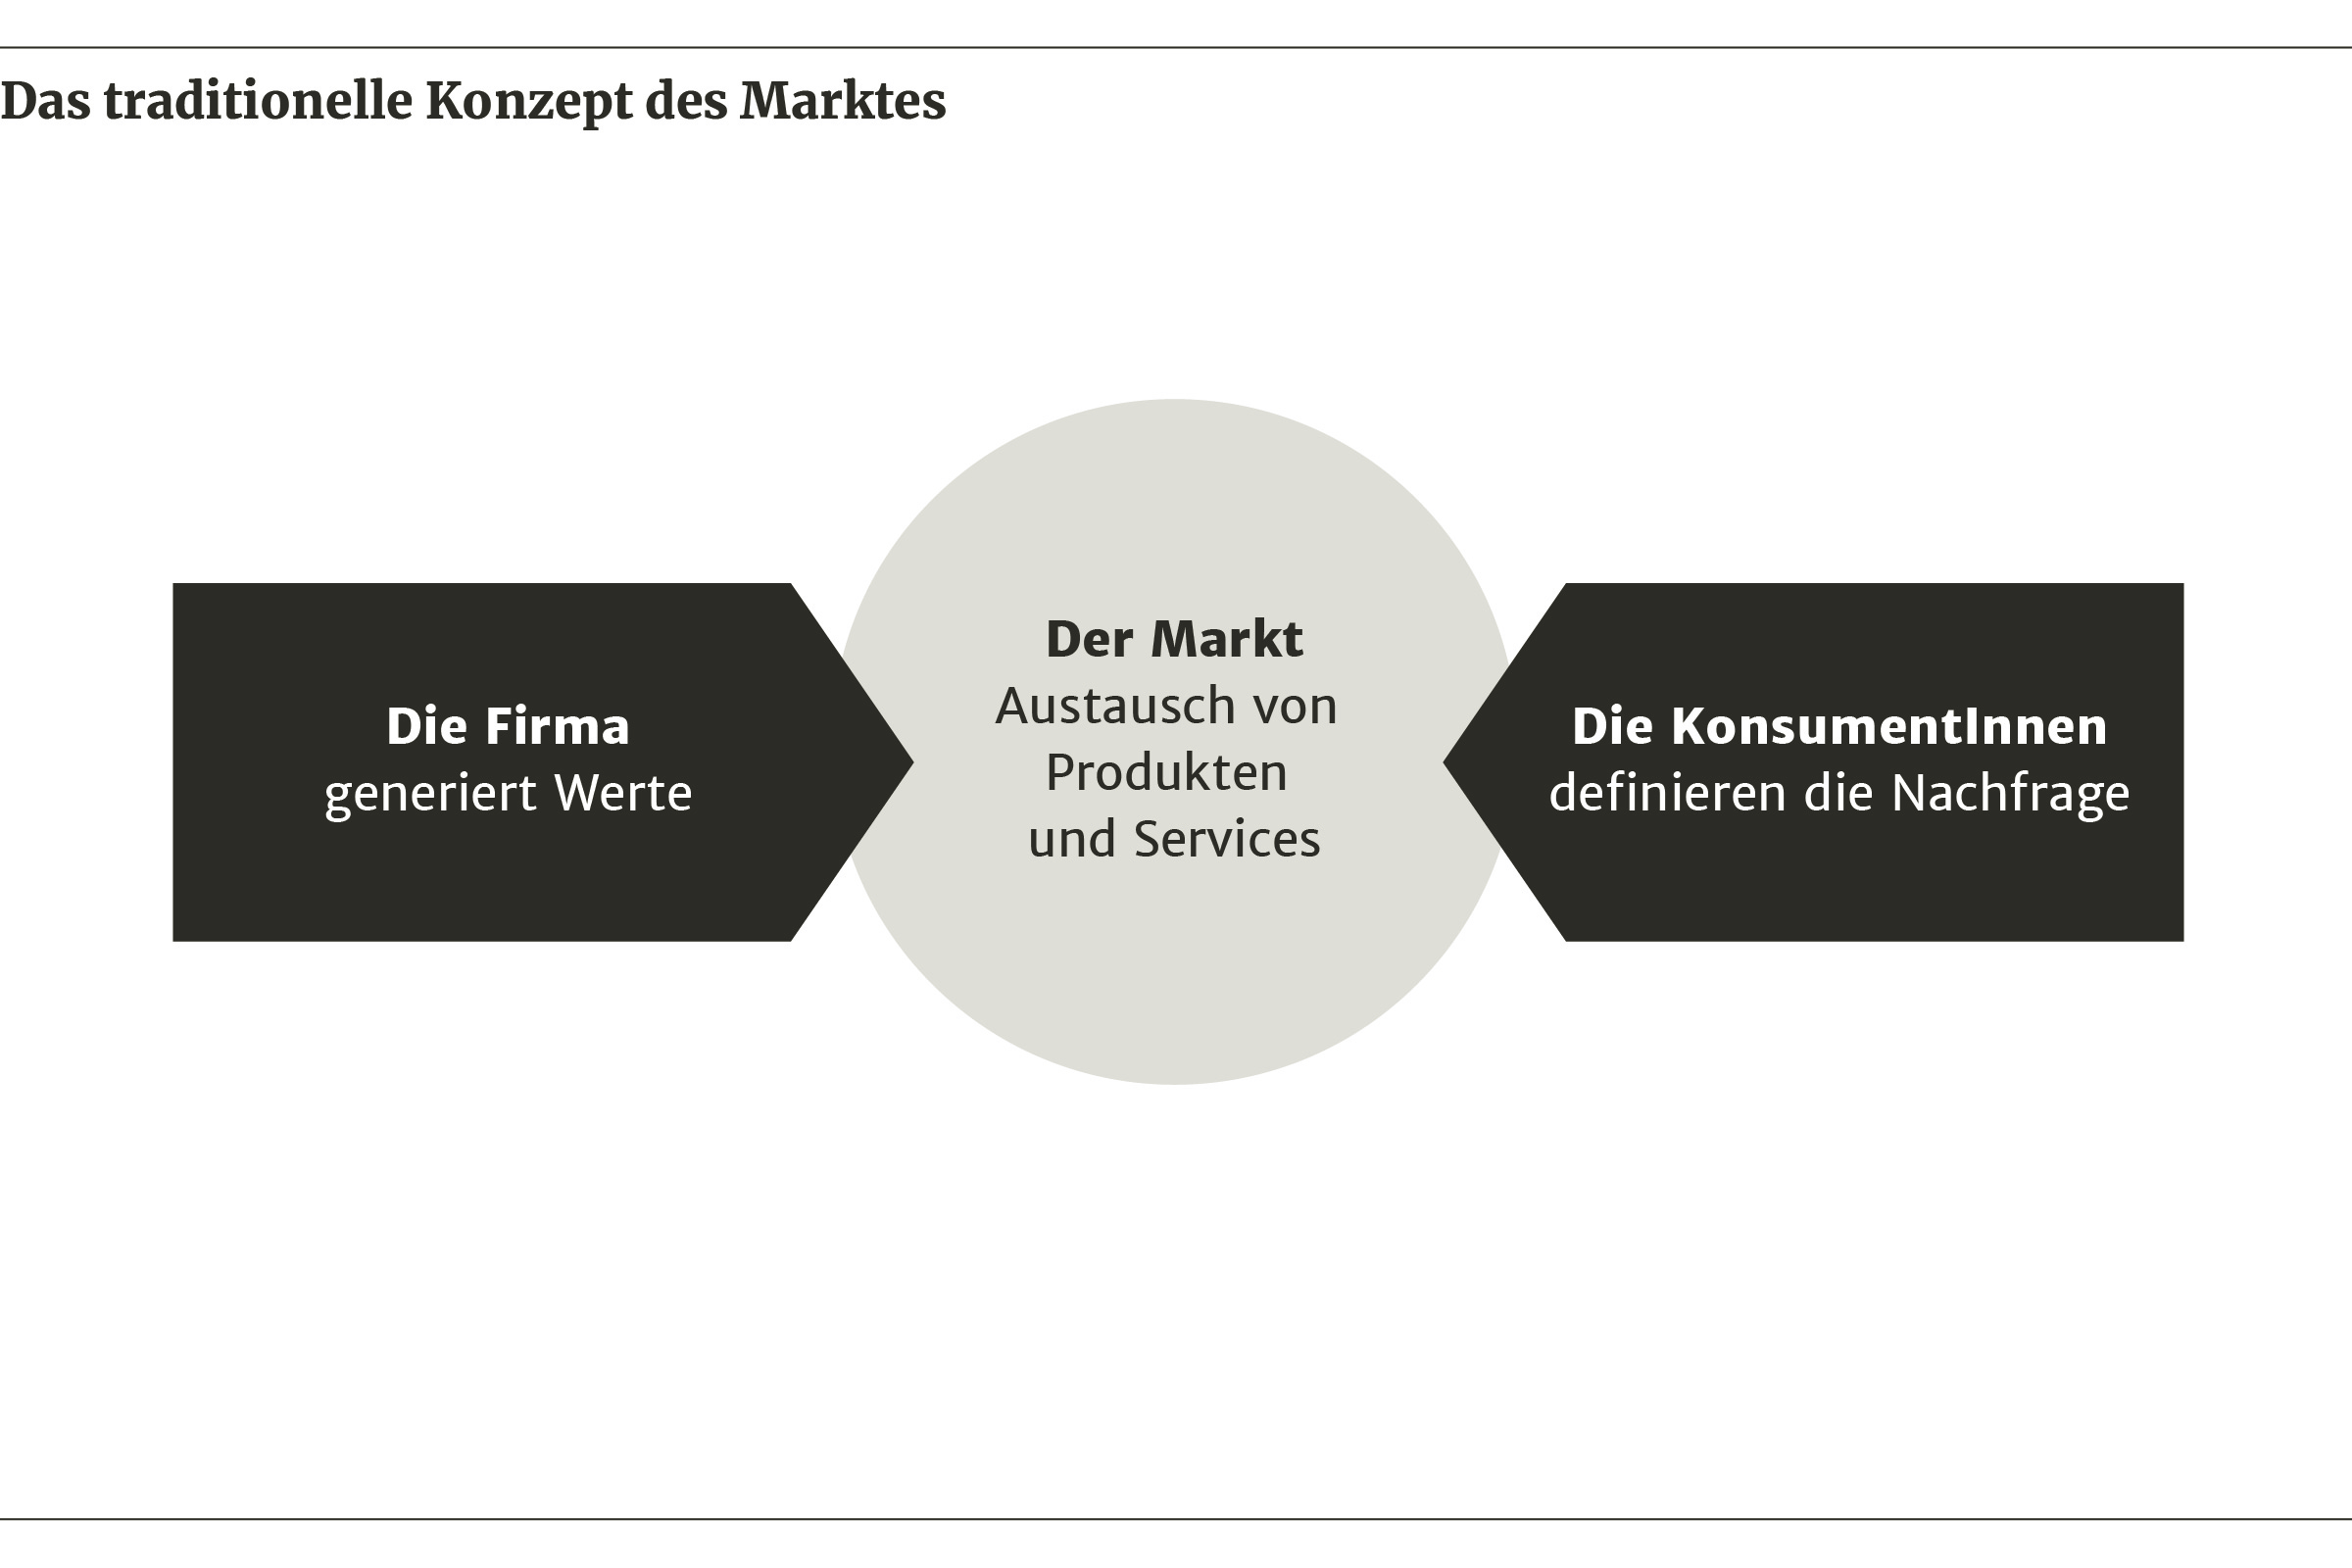 Das traditionelle Konzept des Marktes
Die Firma
generiert Werte
Der Markt
Austausch von
Produkten
und Services
Die KonsumentInnen
definieren die Nachfrage